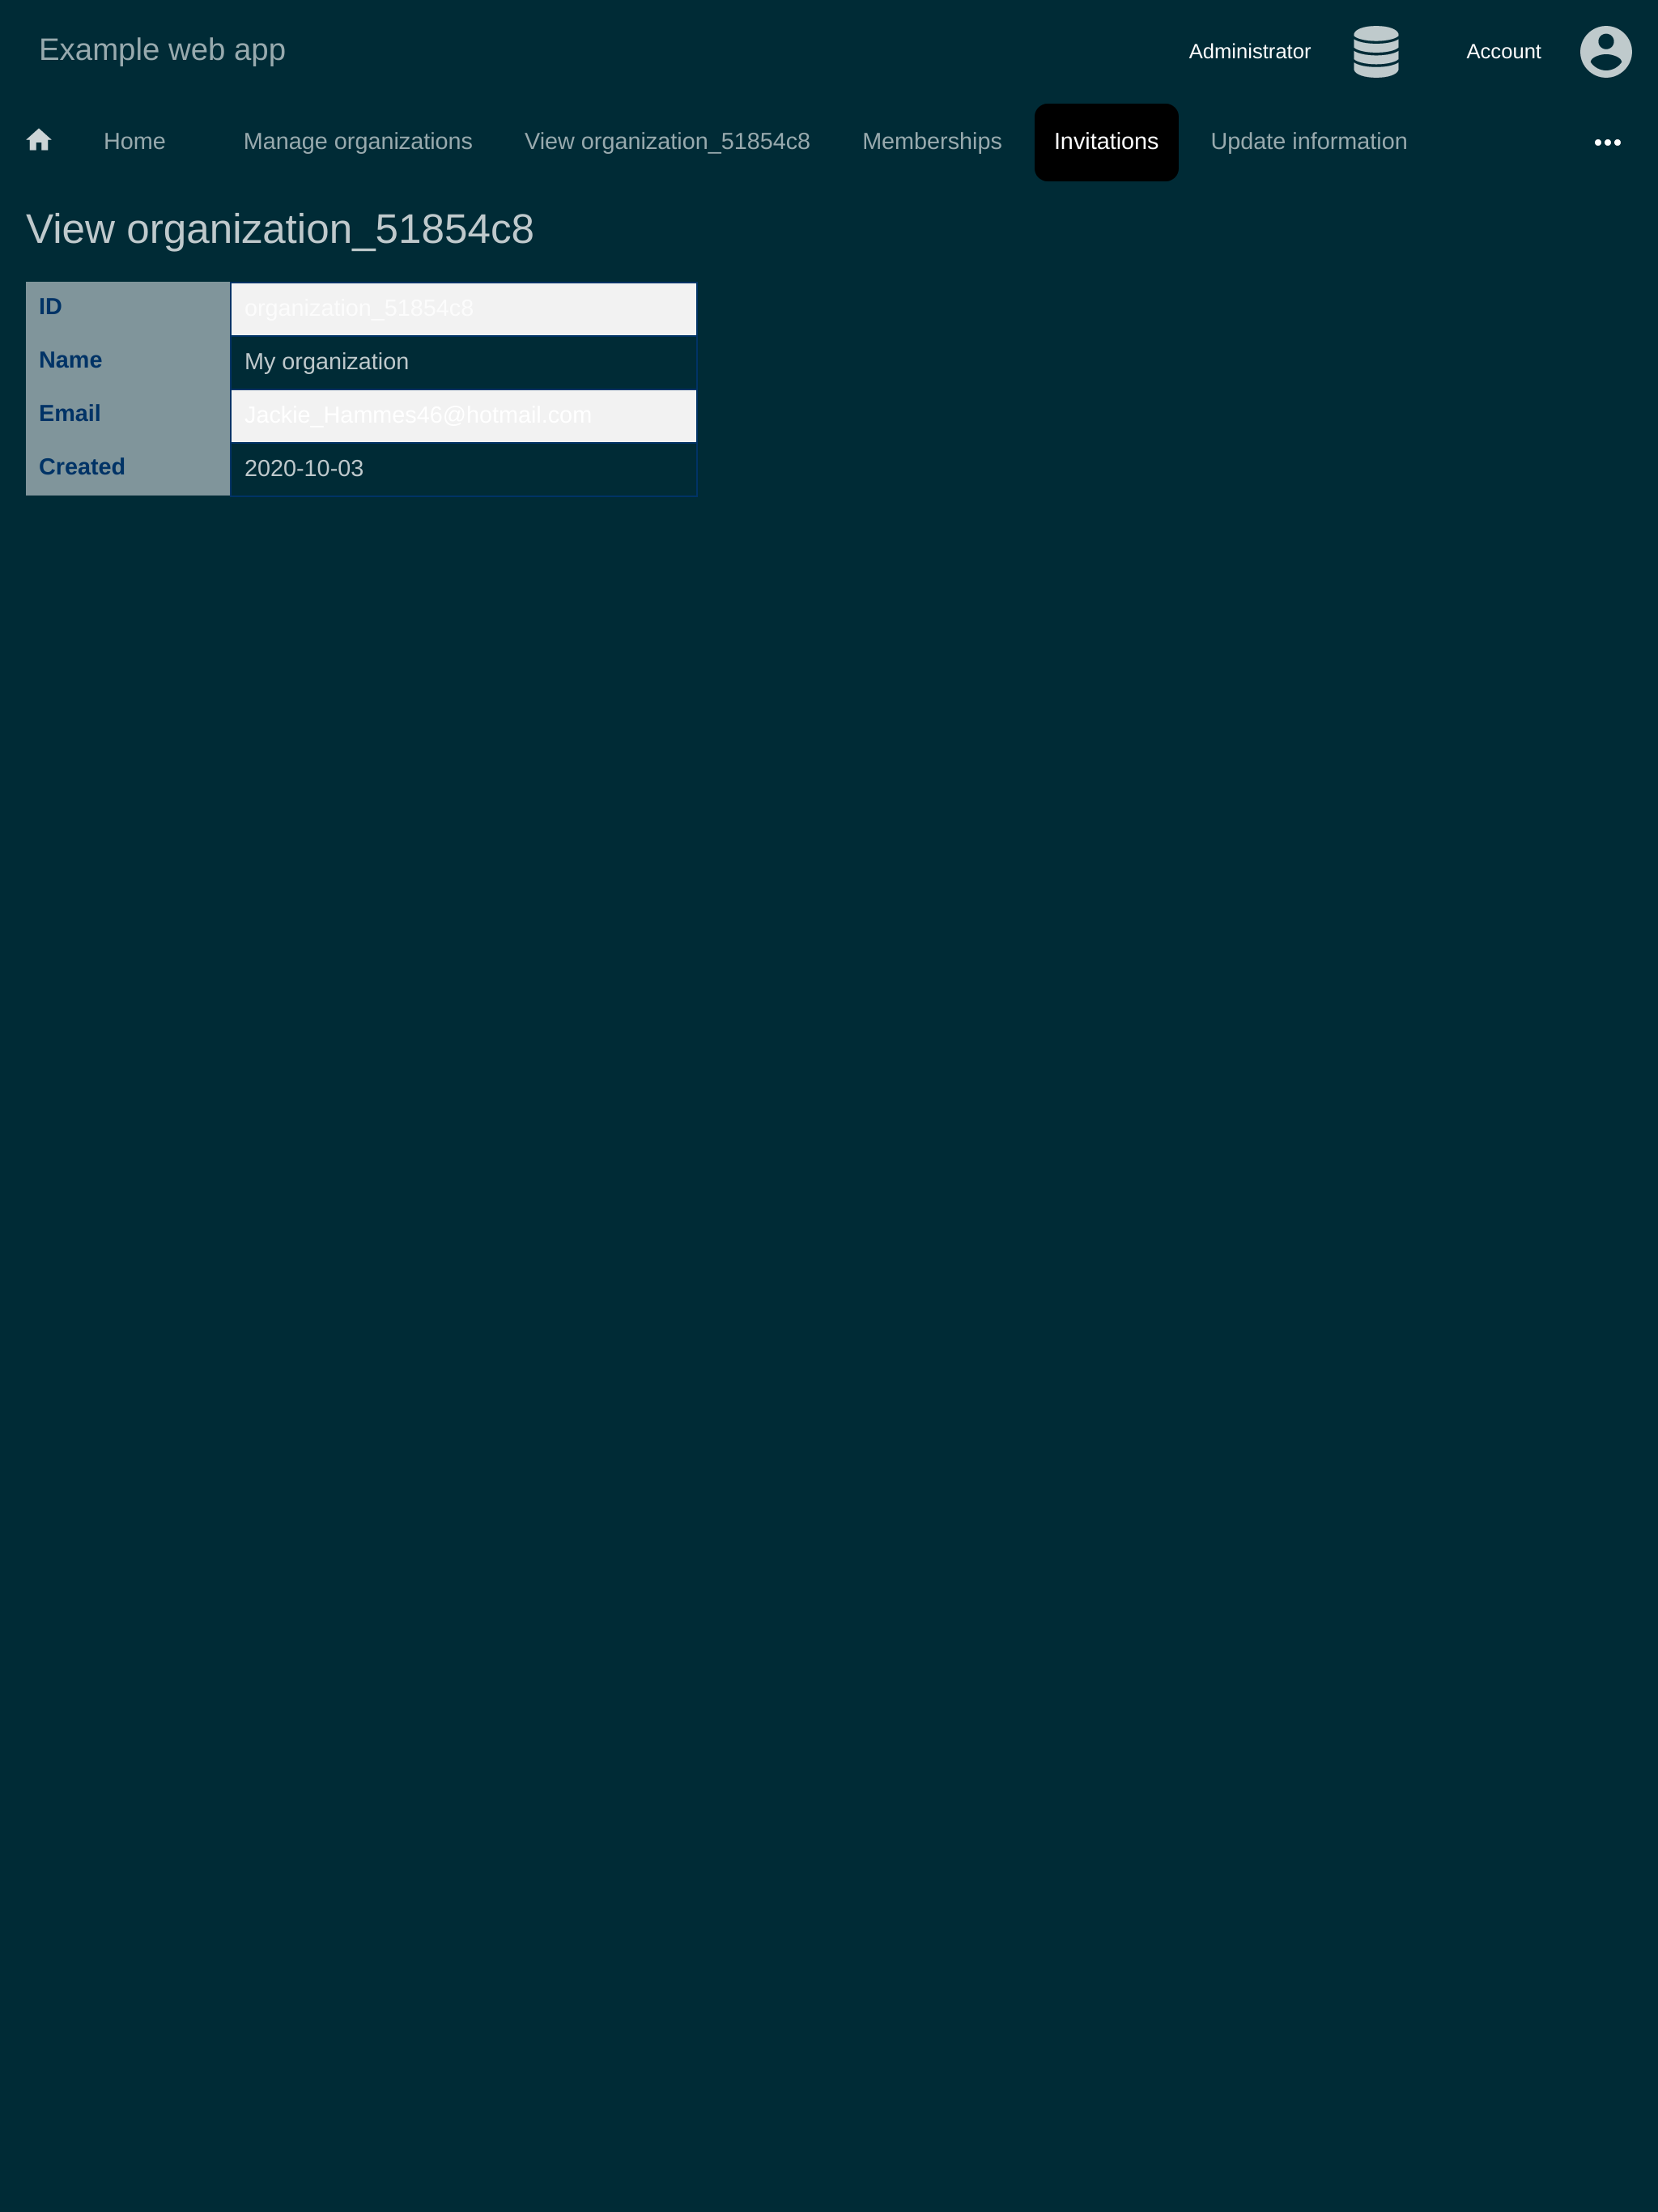 Example web app
Administrator
Account
Home
Manage organizations
View organization_51854c8
Memberships
Invitations
Update information
View organization_51854c8
ID organization_51854c8
Name My organization
Email Jackie_Hammes46@hotmail.com
Created 2020-10-03